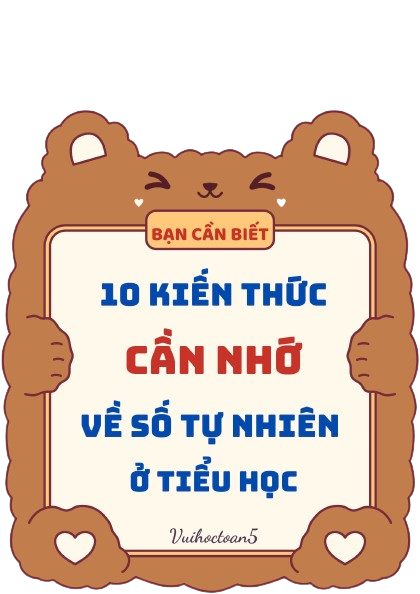 BẠN CẦN BIẾT
10 KIẾN THỨC
CẦN NHỚ
VỀ SỐ TỰ NHIÊN
Ở TIỂU HỌC
Vuihoctoan5